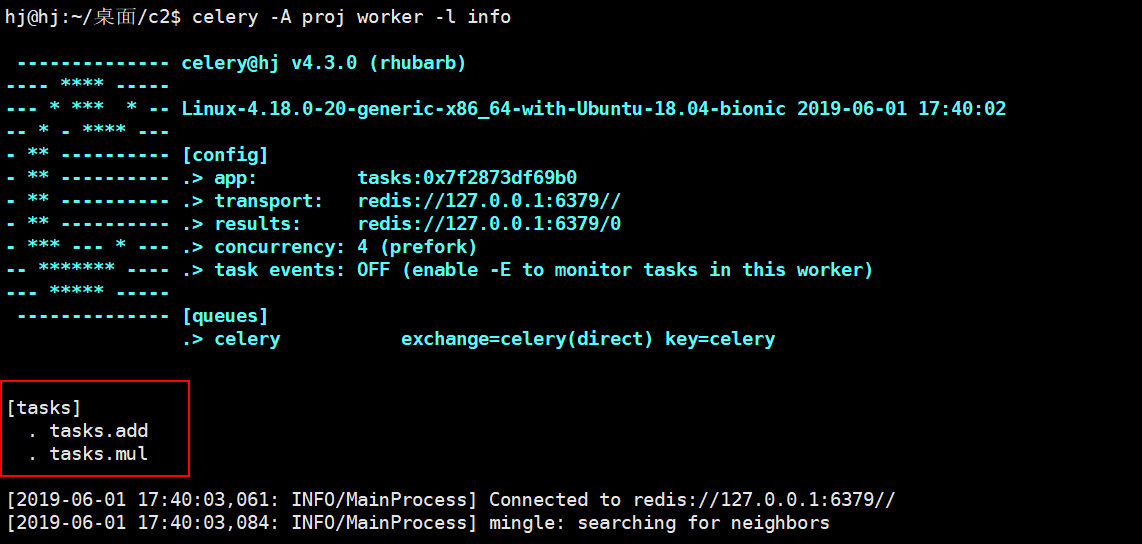 hj@hj:~/桌面/c2$ celery -A proj worker -l info
 -------------- celery@hj v4.3.0 (rhubarb)
---- **** -----
--- * ***  * -- Linux-4.18.0-20-generic-x86_64-with-Ubuntu-18.04-bionic 2019-06-01 17:40:02
-- * - **** ---
- ** ---------- [config]
- ** ---------- .> app:         tasks:0x7f2873df69b0
- ** ---------- .> transport:   redis://127.0.0.1:6379//
- ** ---------- .> results:     redis://127.0.0.1:6379/0
- *** --- * --- .> concurrency: 4 (prefork)
-- ******* ---- .> task events: OFF (enable -E to monitor tasks in this worker)
--- ***** -----
 -------------- [queues]
                .> celery           exchange=celery(direct) key=celery
[tasks]
  . tasks.add
  . tasks.mul
[2019-06-01 17:40:03,061: INFO/MainProcess] Connected to redis://127.0.0.1:6379//
[2019-06-01 17:40:03,084: INFO/MainProcess] mingle: searching for neighbors